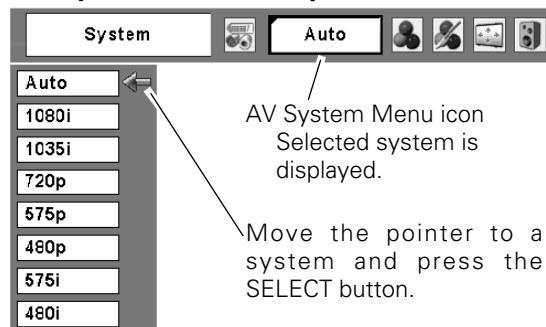 System
Auto
Auto
1080i
1035i
720p
575p
480p
575i
480i
AV System Menu icon
Selected system is
displayed.
Move the pointer to a
system and press the
SELECT button.